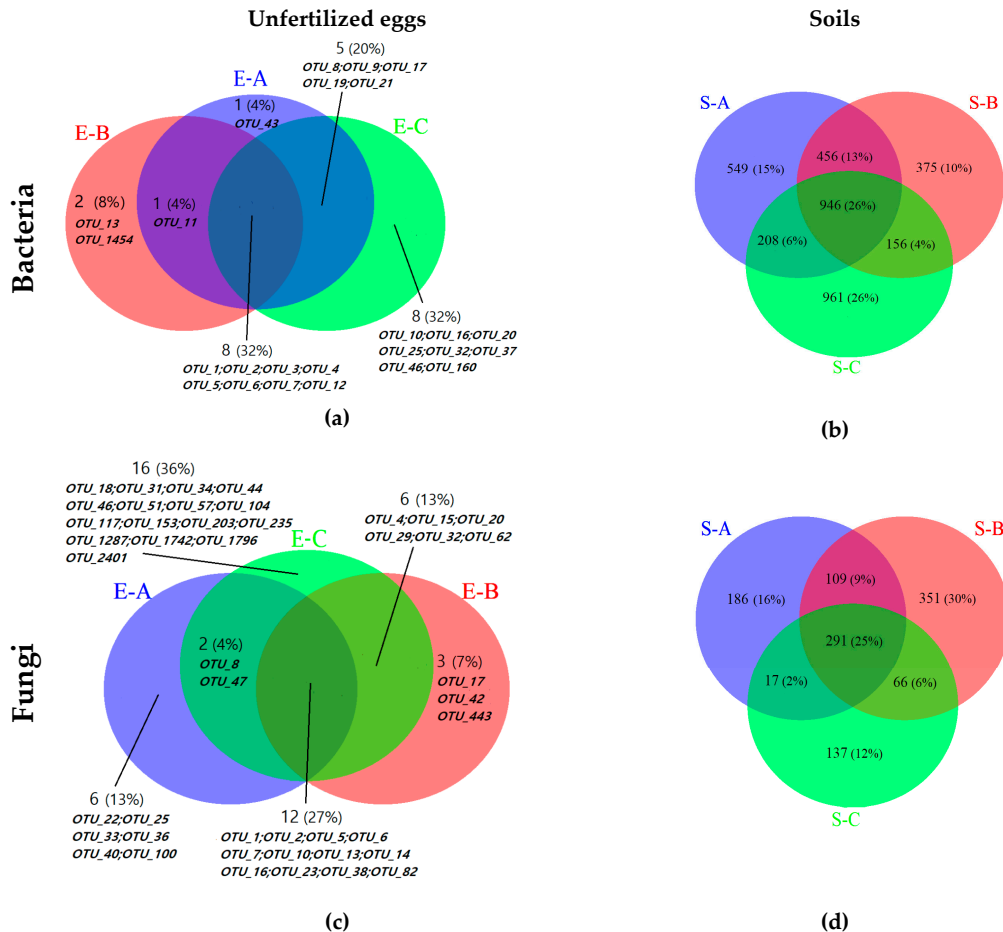 Unfertilized eggs
Soils
Bacteria
5 (20%)
OTU_8;OTU_9;OTU_17
OTU_19;OTU_21
E-A
1 (4%)
OTU_43
E-B
E-C
2 (8%)
OTU_13
OTU_1454
1 (4%)
OTU_11
8 (32%)
OTU_1;OTU_2;OTU_3;OTU_4
OTU_5;OTU_6;OTU_7;OTU_12
8 (32%)
OTU_10;OTU_16;OTU_20
OTU_25;OTU_32;OTU_37
OTU_46;OTU_160
(a)
S-A
S-B
549 (15%)
456 (13%)
375 (10%)
946 (26%)
208 (6%)
156 (4%)
961 (26%)
S-C
(b)
Fungi
16 (36%)
OTU_18;OTU_31;OTU_34;OTU_44
OTU_46;OTU_51;OTU_57;OTU_104
OTU_117;OTU_153;OTU_203;OTU_235
OTU_1287;OTU_1742;OTU_1796
OTU_2401
6 (13%)
OTU_4;OTU_15;OTU_20
OTU_29;OTU_32;OTU_62
E-C
E-A
E-B
2 (4%)
OTU_8
OTU_47
3 (7%)
OTU_17
OTU_42
OTU_443
6 (13%)
OTU_22;OTU_25
OTU_33;OTU_36
OTU_40;OTU_100
12 (27%)
OTU_1;OTU_2;OTU_5;OTU_6
OTU_7;OTU_10;OTU_13;OTU_14
OTU_16;OTU_23;OTU_38;OTU_82
(c)
S-A
S-B
109 (9%)
186 (16%)
351 (30%)
291 (25%)
17 (2%)
66 (6%)
137 (12%)
S-C
(d)